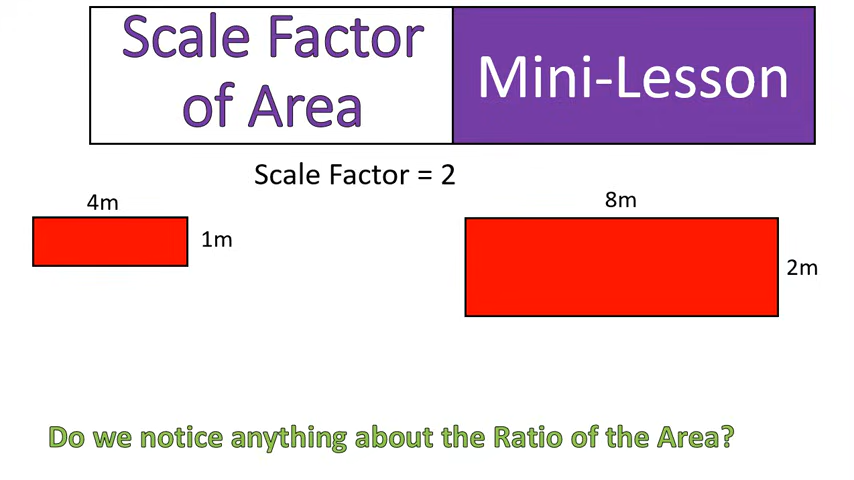 Scale Factor
of Area
Mini-Lesson
Scale Factor = 2
4m
1m
8m
2m
Do we notice anything about the Ratio of the Area?